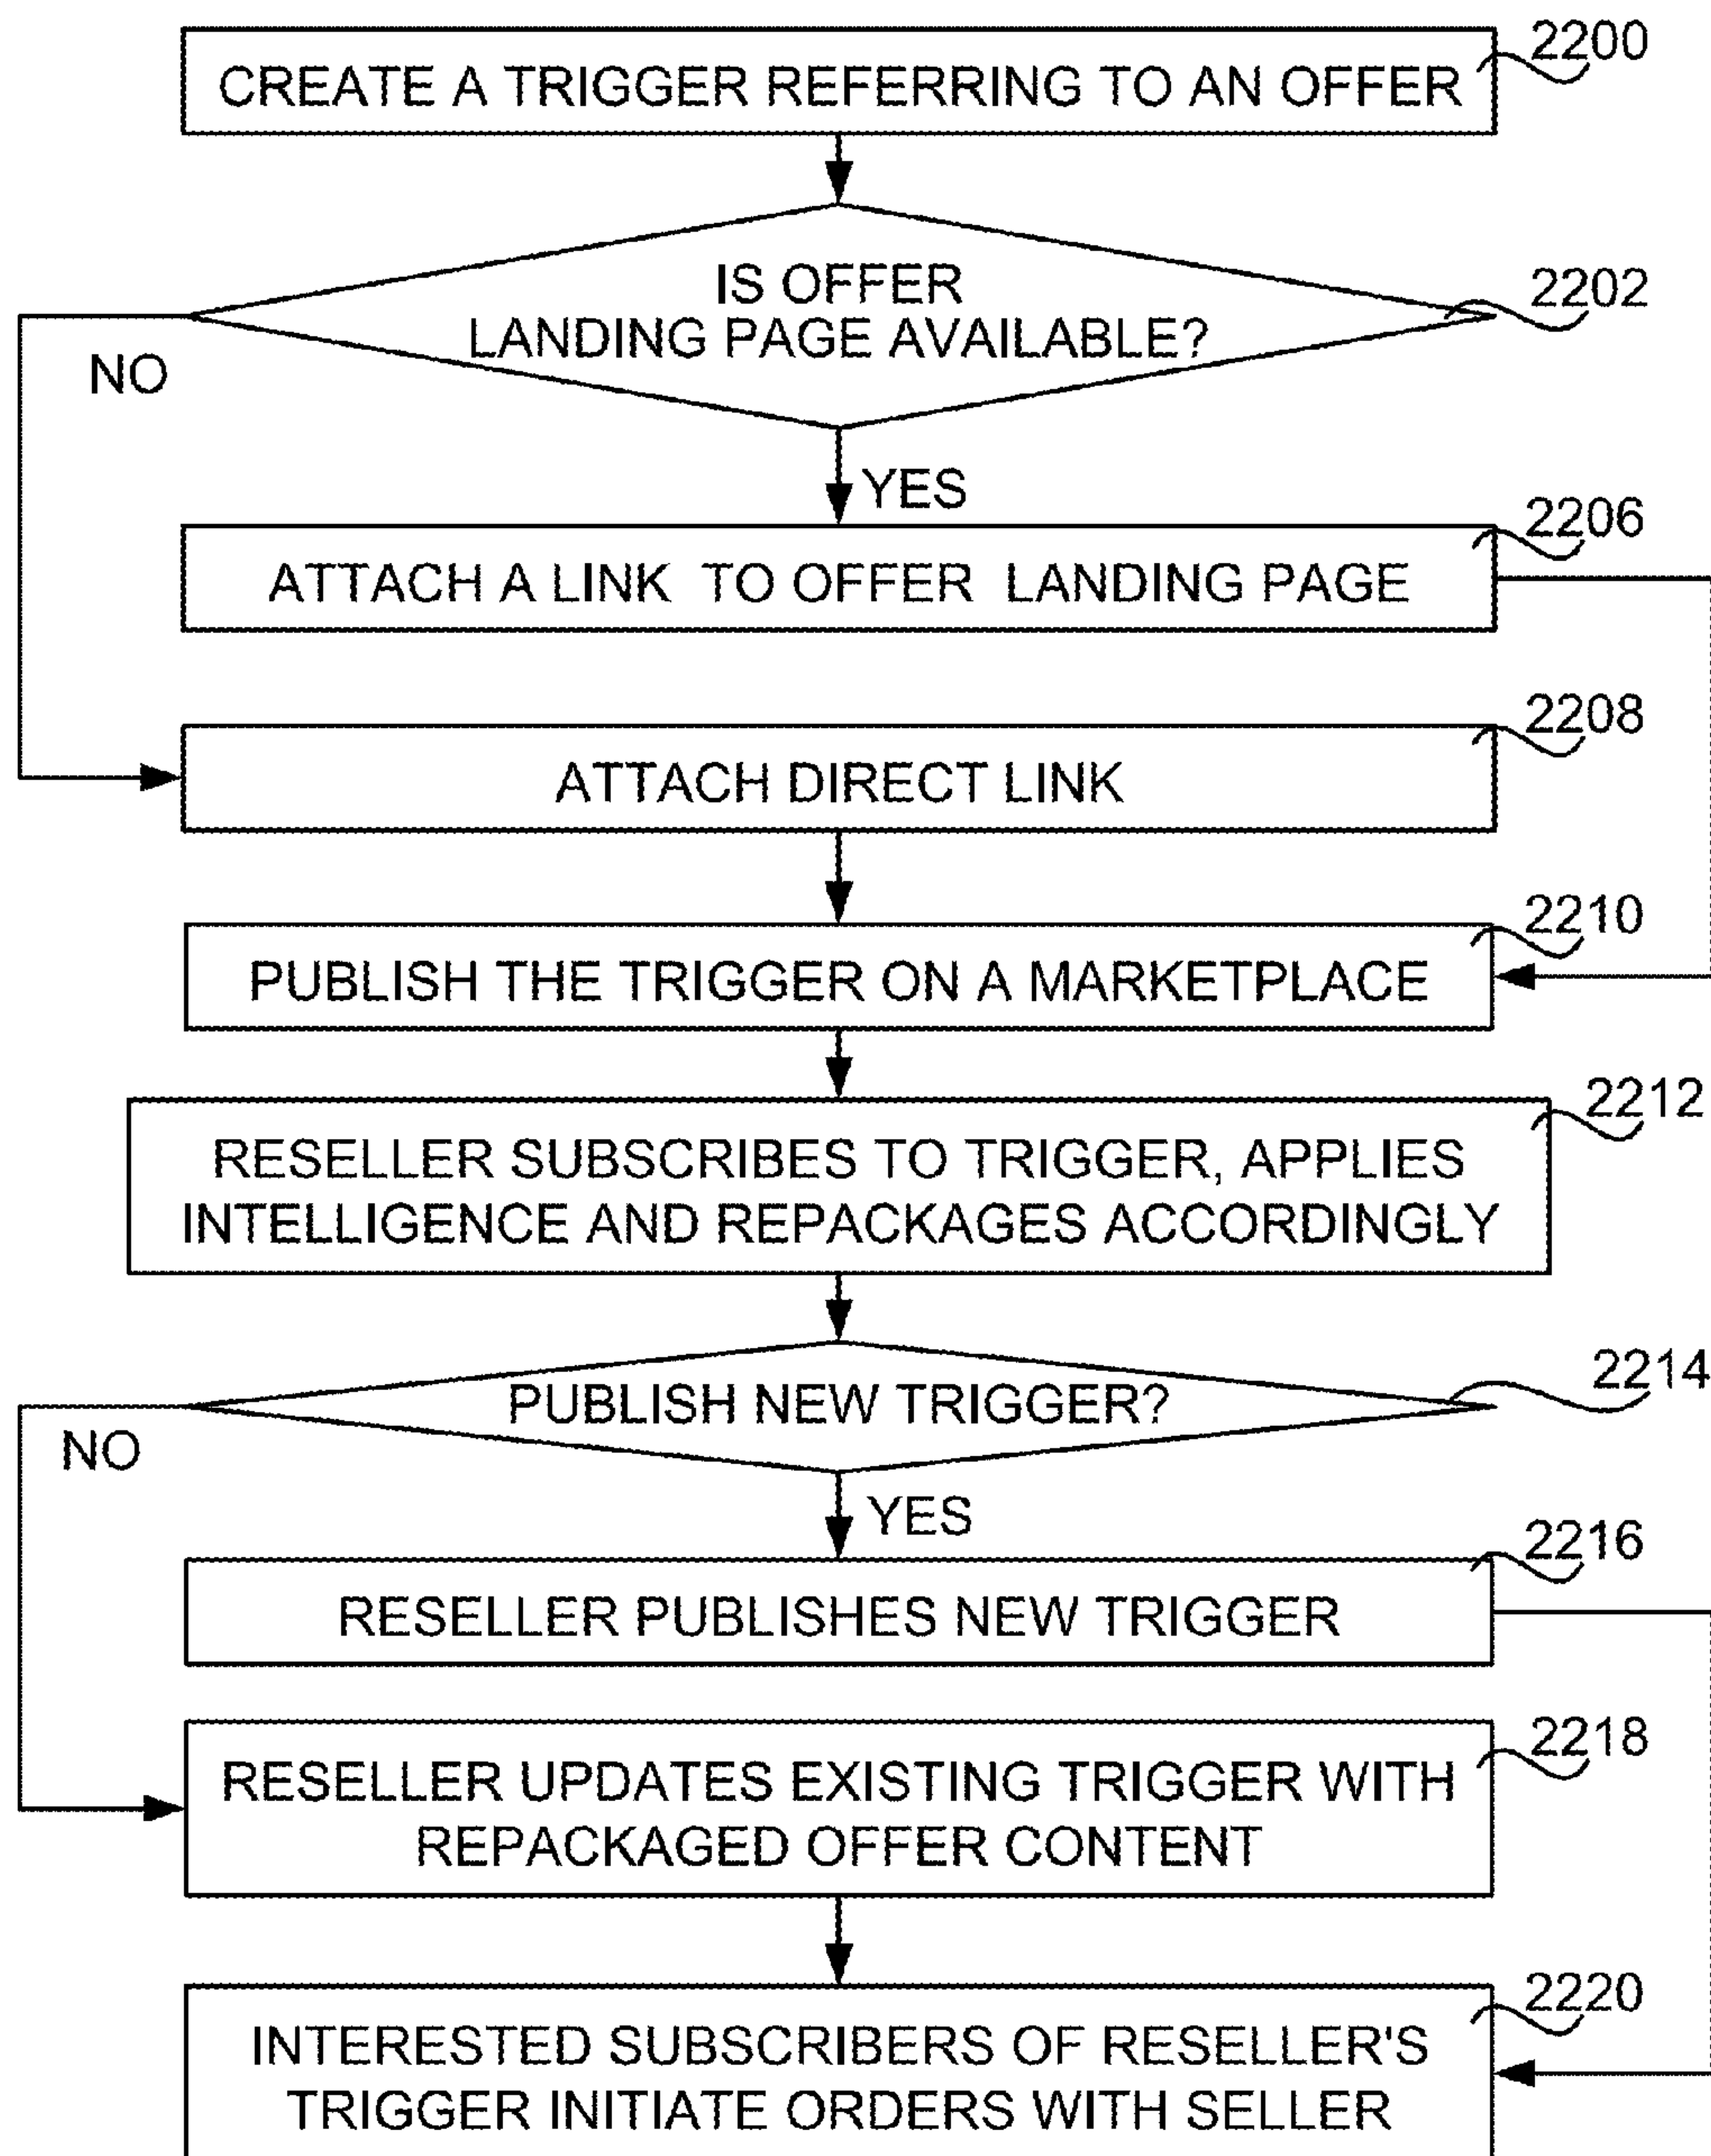 CREATE A TRIGGER REFERRING TO AN OFFER
2200
IS OFFER
LANDING PAGE AVAILABLE?
2202
NO
YES
ATTACH A LINK TO OFFER LANDING PAGE
2206
ATTACH DIRECT LINK
2208
PUBLISH THE TRIGGER ON A MARKETPLACE
2210
RESELLER SUBSCRIBES TO TRIGGER, APPLIES
INTELLIGENCE AND REPACKAGES ACCORDINGLY
2212
PUBLISH NEW TRIGGER?
2214
NO
YES
RESELLER PUBLISHES NEW TRIGGER
2216
RESELLER UPDATES EXISTING TRIGGER WITH
REPACKAGED OFFER CONTENT
2218
INTERESTED SUBSCRIBERS OF RESELLER'S
TRIGGER INITIATE ORDERS WITH SELLER
2220